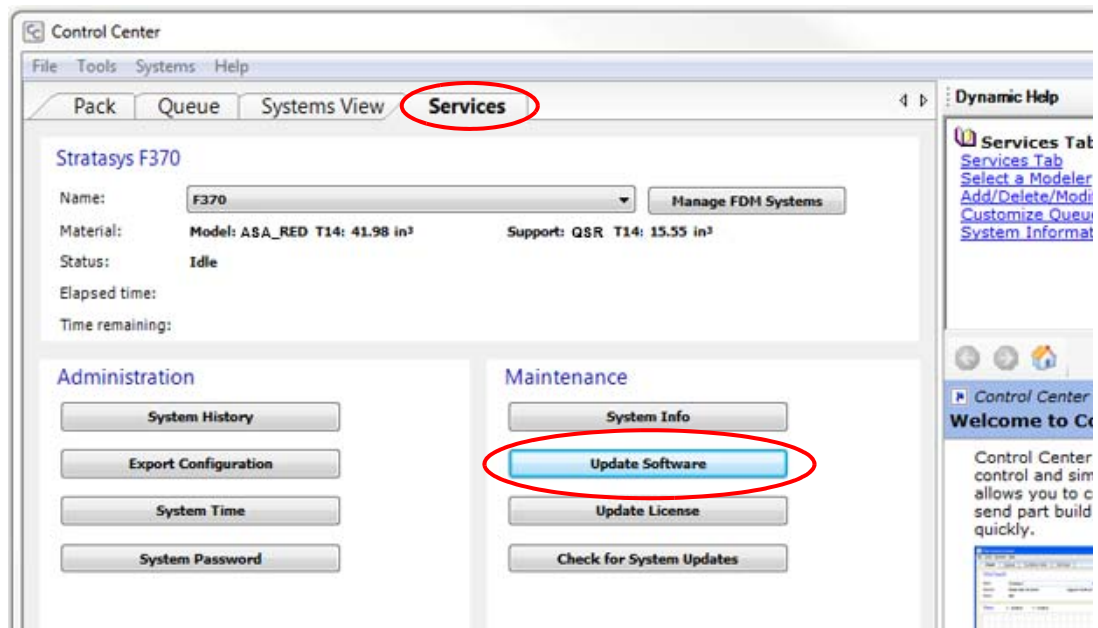 Control Center
File Tools Systems Help
Pack Queue Systems View Services
Stratasys F370
Name: F370 Manage FDM Systems
Material: Model: ASA_RED T14: 41.98 in³ Support: QSR T14: 15.55 in³
Status: Idle
Elapsed time:
Time remaining:
Administration
System History
Export Configuration
System Time
System Password
Maintenance
System Info
Update Software
Update License
Check for System Updates
Dynamic Help
Services Tab
Services Tab
Select a Modeler
Add/Delete/Modi
Customize Queue
System Informat
Control Center
Welcome to Co
Control Center
control and sim
allows you to c
send part build
quickly.